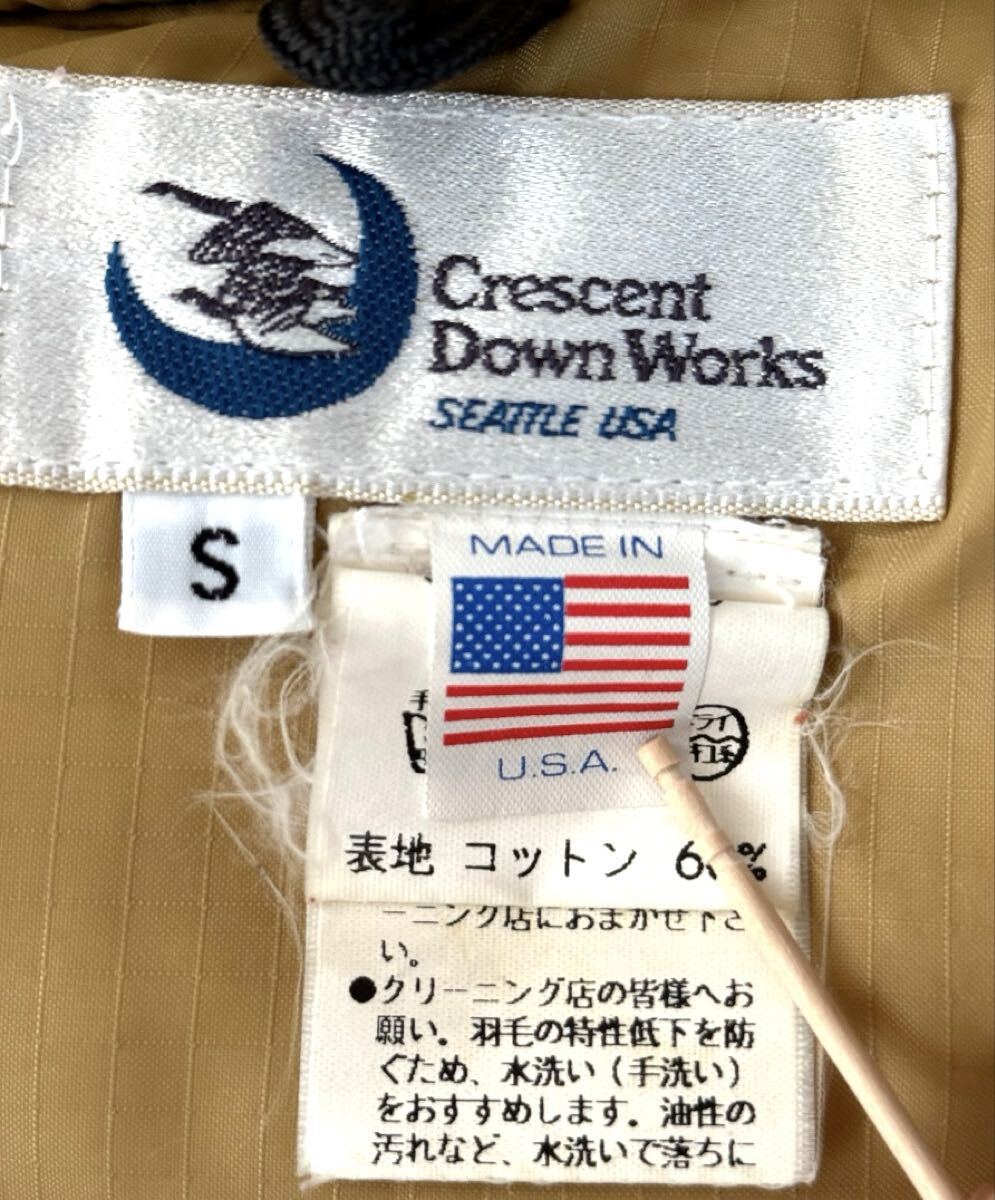 Crescent
Down Works
SEATTLE USA
S
MADE IN
U.S.A.
手
ライ
表地 コットン 6 %
ーニング店におまかせ下さ
い。
●クリーニング店の皆様へお
願い。羽毛の特性低下を防
ぐため、水洗い(手洗い)
をおすすめします。油性の
汚れなど、水洗いで落ちに